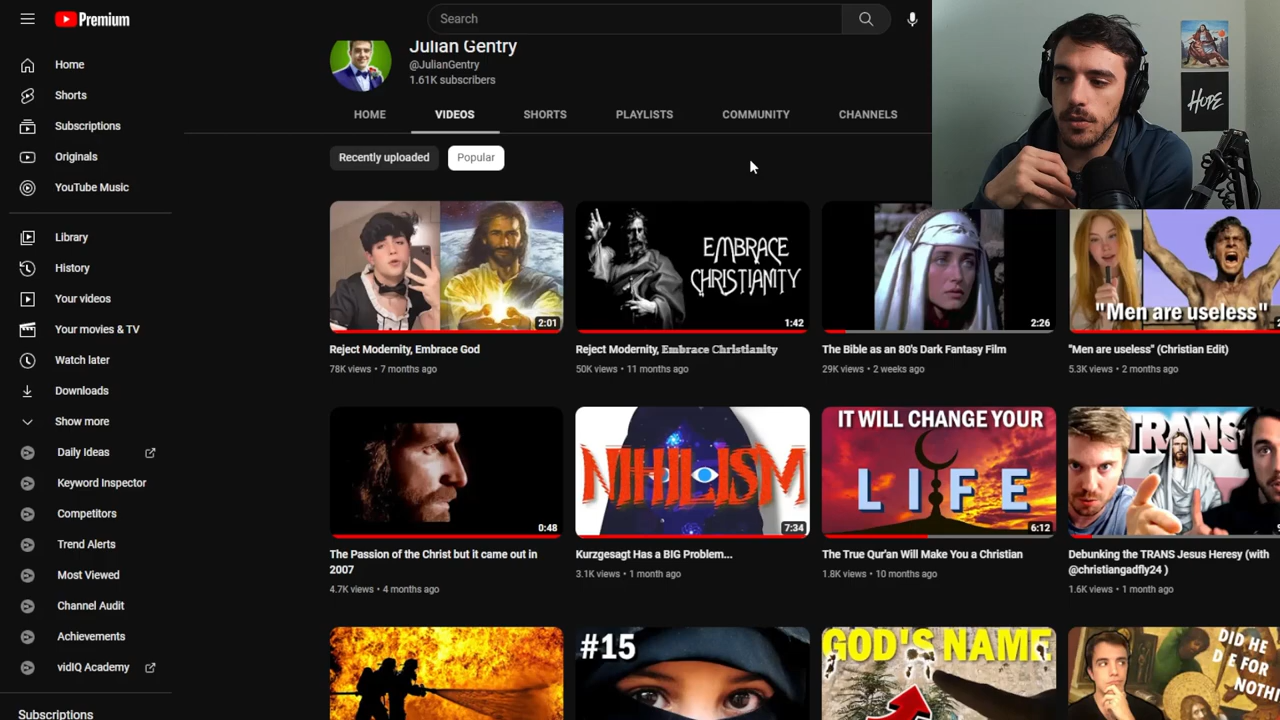 Premium
Search
HOPE
Julian Gentry
@JulianGentry
1.61K subscribers
HOME
VIDEOS
SHORTS
PLAYLISTS
COMMUNITY
CHANNELS
Recently uploaded
Popular
Home
Shorts
Subscriptions
Originals
YouTube Music
Library
History
Your videos
Your movies & TV
Watch later
Downloads
Show more
Daily Ideas
Keyword Inspector
Competitors
Trend Alerts
Most Viewed
Channel Audit
Achievements
vidIQ Academy
Subscriptions
2:01
Reject Modernity, Embrace God
78K views • 7 months ago
EMBRACE
CHRISTIANITY
1:42
Reject Modernity, 𝕰𝖒𝖇𝖗𝖆𝖈𝖊 𝕮𝖍𝖗𝖎𝖘𝖙𝖎𝖆𝖓𝖎𝖙𝖞
50K views • 11 months ago
2:26
The Bible as an 80's Dark Fantasy Film
29K views • 2 weeks ago
"Men are useless"
"Men are useless" (Christian Edit)
5.3K views • 2 months ago
0:48
The Passion of the Christ but it came out in
2007
4.7K views • 4 months ago
NIHILISM
7:34
Kurzgesagt Has a BIG Problem...
3.1K views • 1 month ago
IT WILL CHANGE YOUR
LIFE
6:12
The True Qur'an Will Make You a Christian
1.8K views • 10 months ago
TRANS
Debunking the TRANS Jesus Heresy (with
@christiangadfly24 )
1.6K views • 1 month ago
#15
GOD'S NAME
DID HE
DIE FOR
NOTHI